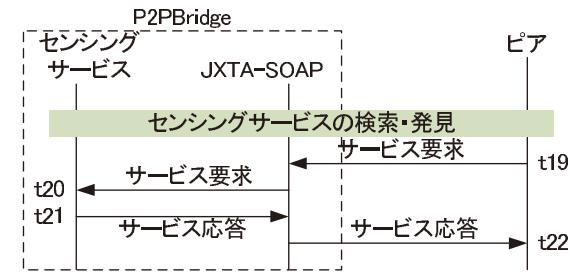 P2PBridge
センシング
サービス
JXTA-SOAP
ピア
センシングサービスの検索・発見
サービス要求
t19
サービス要求
t20
t21
サービス応答
サービス応答
t22